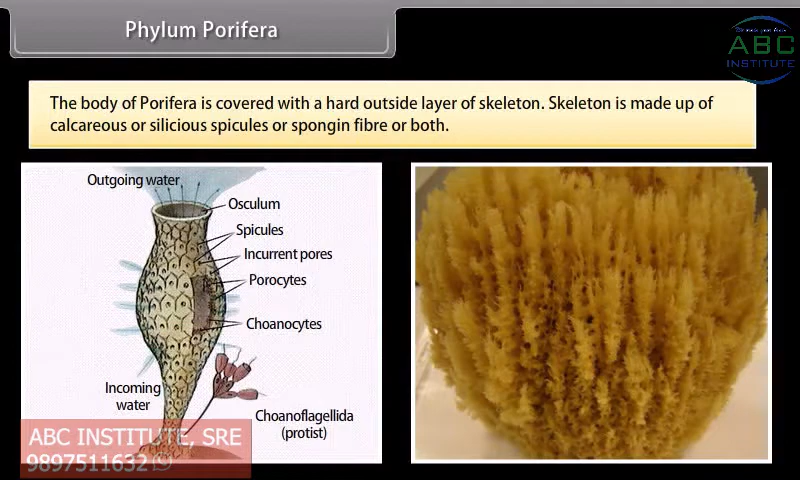 Phylum Porifera
ABC
INSTITUTE
The body of Porifera is covered with a hard outside layer of skeleton. Skeleton is made up of
calcareous or silicious spicules or spongin fibre or both.
Outgoing water
Osculum
Spicules
Incurrent pores
Porocytes
Choanocytes
Incoming
water
Choanoflagellida
(protist)
ABC INSTITUTE, SRE
9897511632